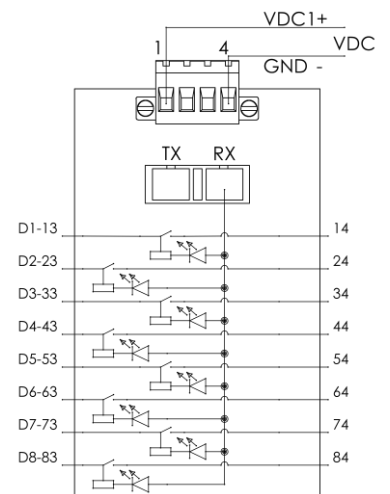 VDC1+
1 4 VDC
GND -
TX RX
D1-13 14
D2-23 24
D3-33 34
D4-43 44
D5-53 54
D6-63 64
D7-73 74
D8-83 84